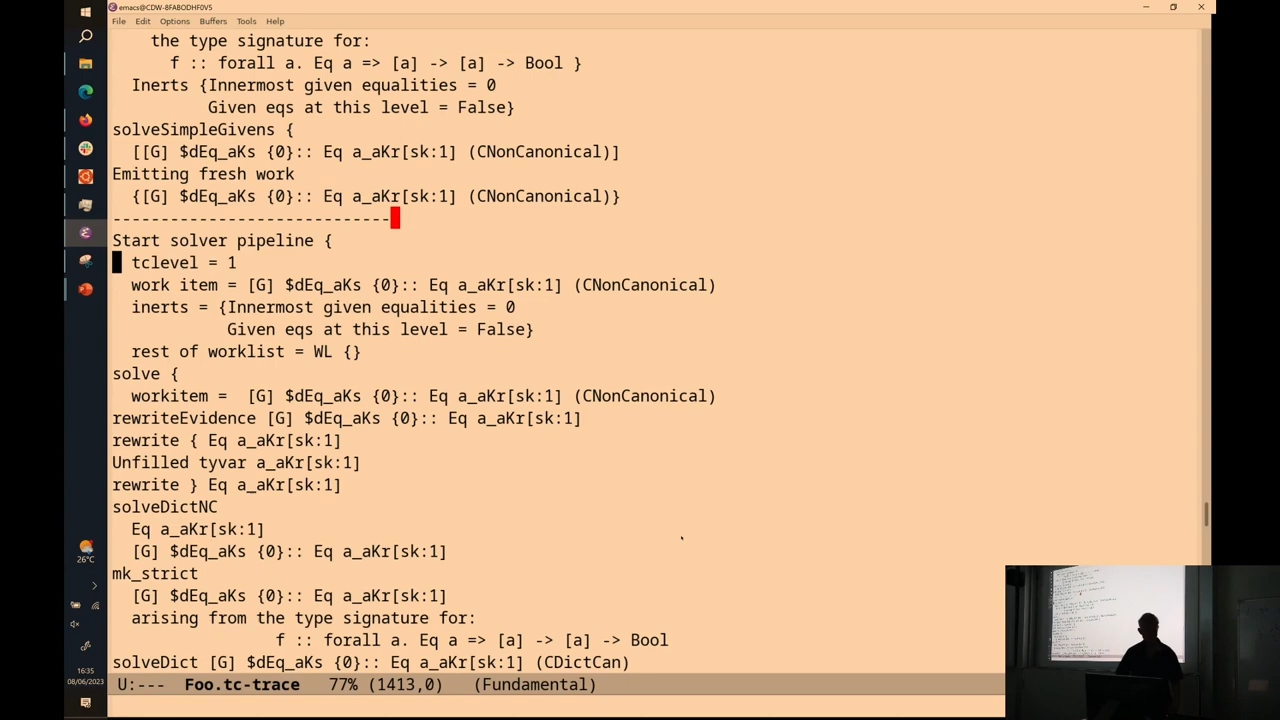 emacs@CDW-8FABODHF0V5
File Edit Options Buffers Tools Help
the type signature for:
f :: forall a. Eq a => [a] -> [a] -> Bool }
Inerts {Innermost given equalities = 0
Given eqs at this level = False}
solveSimpleGivens {
[[G] $dEq_aKs {0}:: Eq a_aKr[sk:1] (CNonCanonical)]
Emitting fresh work
{[G] $dEq_aKs {0}:: Eq a_aKr[sk:1] (CNonCanonical)}
-----------------------------
Start solver pipeline {
tclevel = 1
work item = [G] $dEq_aKs {0}:: Eq a_aKr[sk:1] (CNonCanonical)
inerts = {Innermost given equalities = 0
Given eqs at this level = False}
rest of worklist = WL {}
solve {
workitem =  [G] $dEq_aKs {0}:: Eq a_aKr[sk:1] (CNonCanonical)
rewriteEvidence [G] $dEq_aKs {0}:: Eq a_aKr[sk:1]
rewrite { Eq a_aKr[sk:1]
Unfilled tyvar a_aKr[sk:1]
rewrite } Eq a_aKr[sk:1]
solveDictNC
Eq a_aKr[sk:1]
[G] $dEq_aKs {0}:: Eq a_aKr[sk:1]
mk_strict
[G] $dEq_aKs {0}:: Eq a_aKr[sk:1]
arising from the type signature for:
f :: forall a. Eq a => [a] -> [a] -> Bool
solveDict [G] $dEq_aKs {0}:: Eq a_aKr[sk:1] (CDictCan)
U:--- Foo.tc-trace 77% (1413,0) (Fundamental)
26°C
16:35
08/06/2023